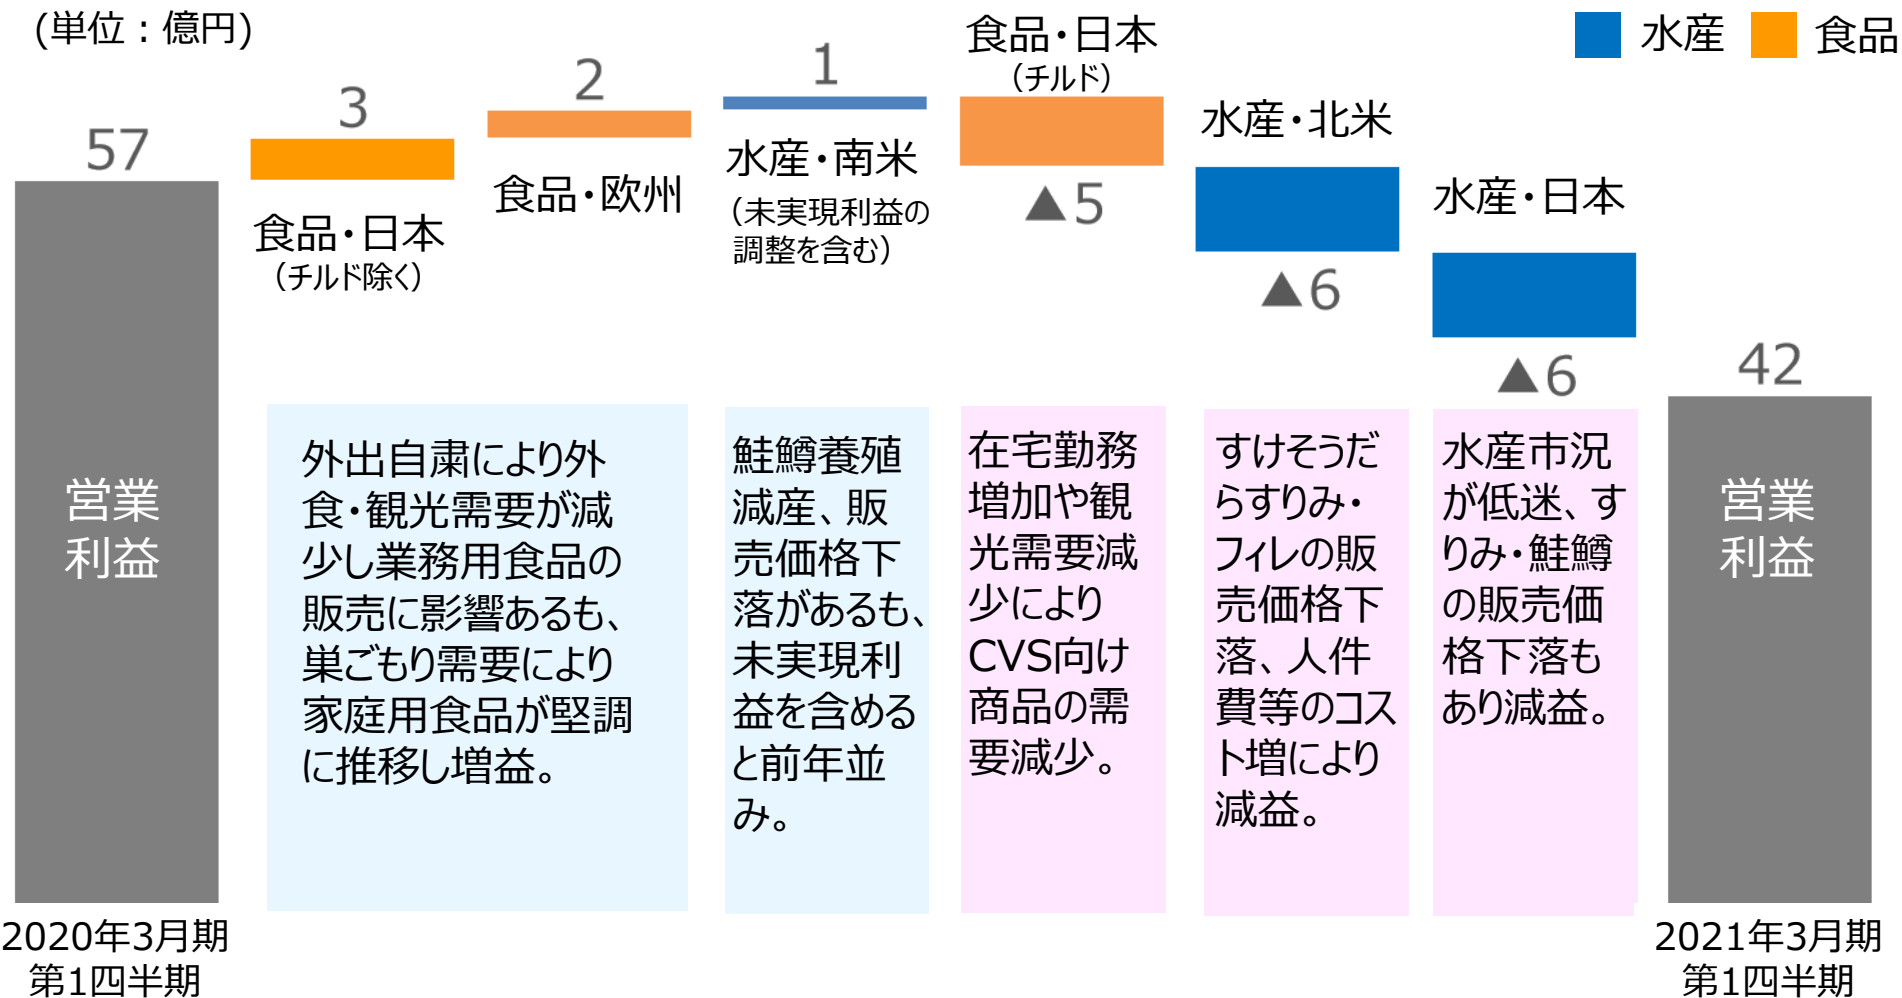 (単位：億円)
水産
食品
57
3
2
1
食品・日本
（チルド）
水産・北米
食品・日本
（チルド除く）
食品・欧州
水産・南米
（未実現利益の
調整を含む）
▲5
▲6
水産・日本
▲6
42
営業
利益
外出自粛により外
食・観光需要が減
少し業務用食品の
販売に影響あるも、
巣ごもり需要により
家庭用食品が堅調
に推移し増益。
鮭鱒養殖
減産、販
売価格下
落があるも、
未実現利
益を含める
と前年並
み。
在宅勤務
増加や観
光需要減
少により
CVS向け
商品の需
要減少。
すけそうだ
らすりみ・
フィレの販
売価格下
落、人件
費等のコス
ト増により
減益。
水産市況
が低迷、す
りみ・鮭鱒
の販売価
格下落も
あり減益。
営業
利益
2020年3月期
第1四半期
2021年3月期
第1四半期